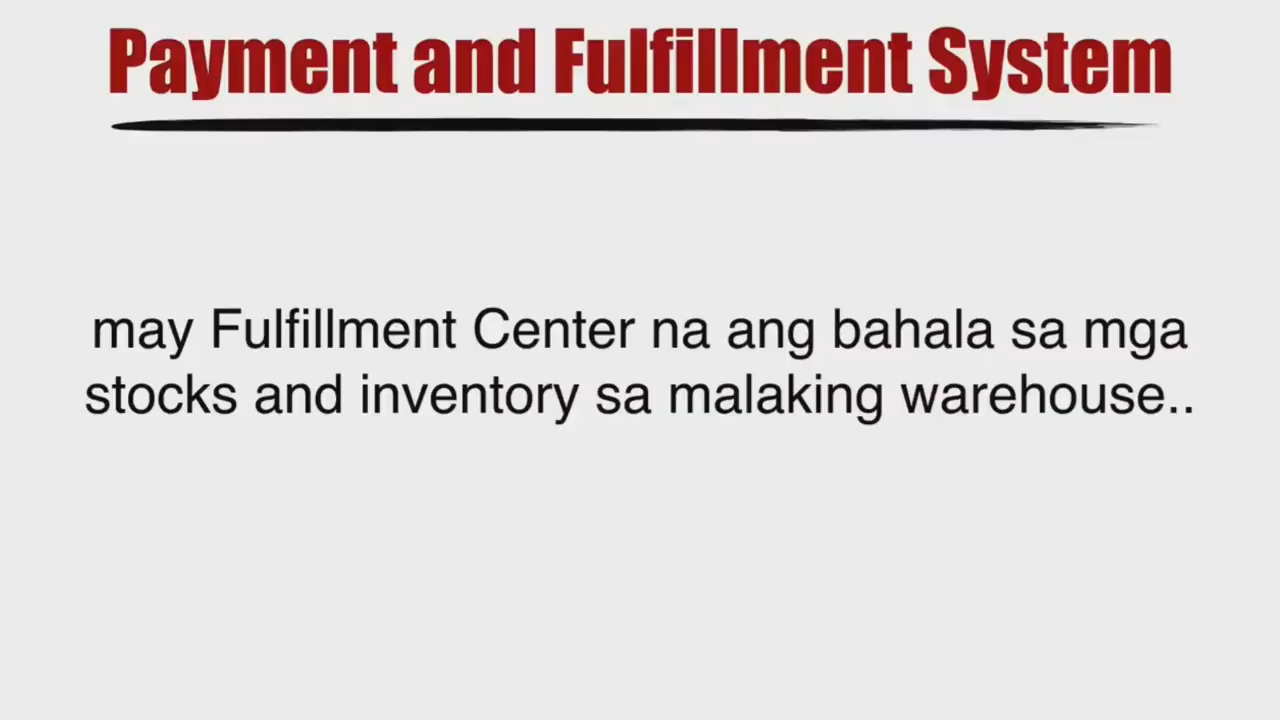 Payment and Fulfillment System
may Fulfillment Center na ang bahala sa mga
stocks and inventory sa malaking warehouse..